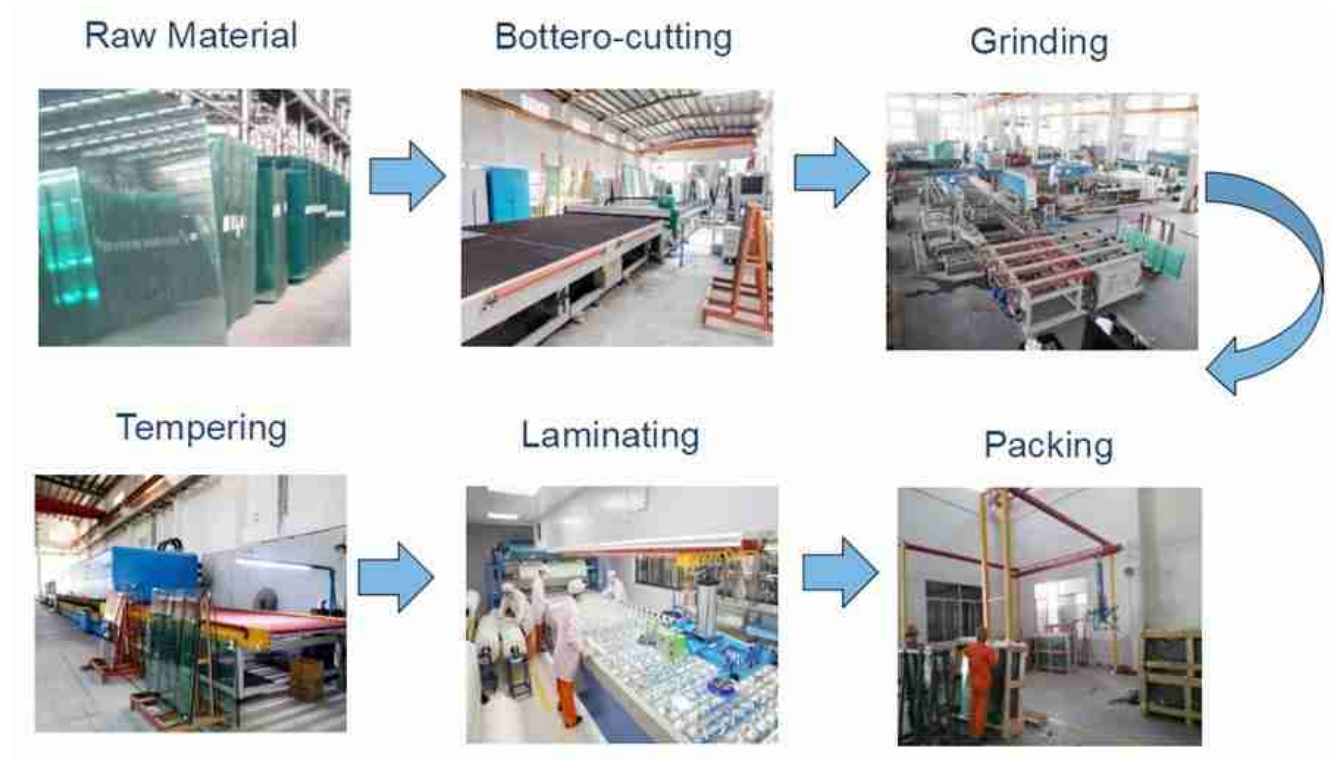 Raw Material
Bottero-cutting
Grinding
Tempering
Laminating
Packing